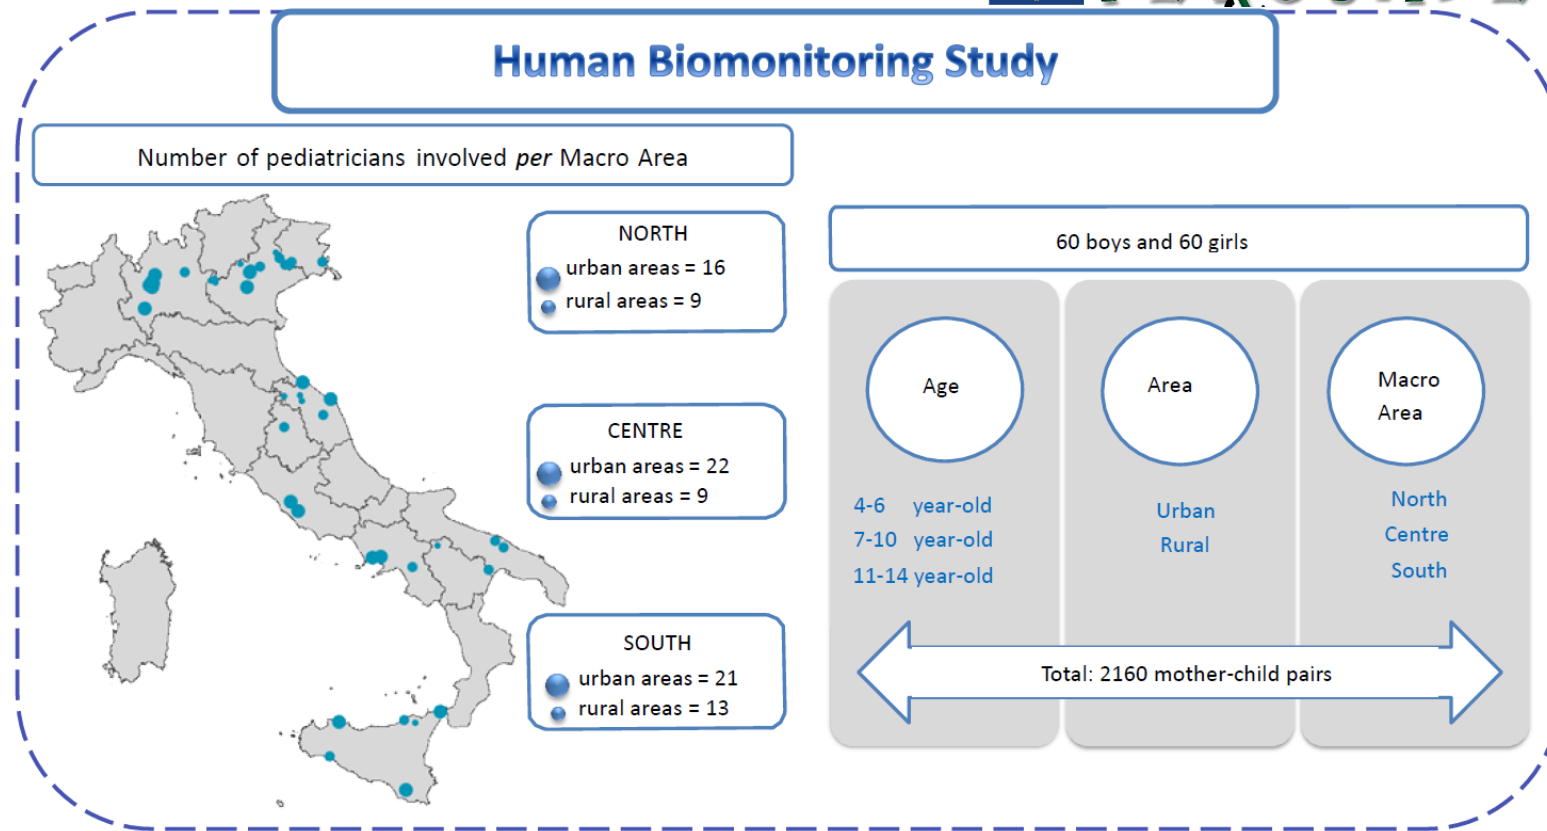 Human Biomonitoring Study
Number of pediatricians involved per Macro Area
NORTH
urban areas = 16
rural areas = 9
CENTRE
urban areas = 22
rural areas = 9
SOUTH
urban areas = 21
rural areas = 13
60 boys and 60 girls
Age
4-6 year-old
7-10 year-old
11-14 year-old
Area
Urban
Rural
Macro
Area
North
Centre
South
Total: 2160 mother-child pairs